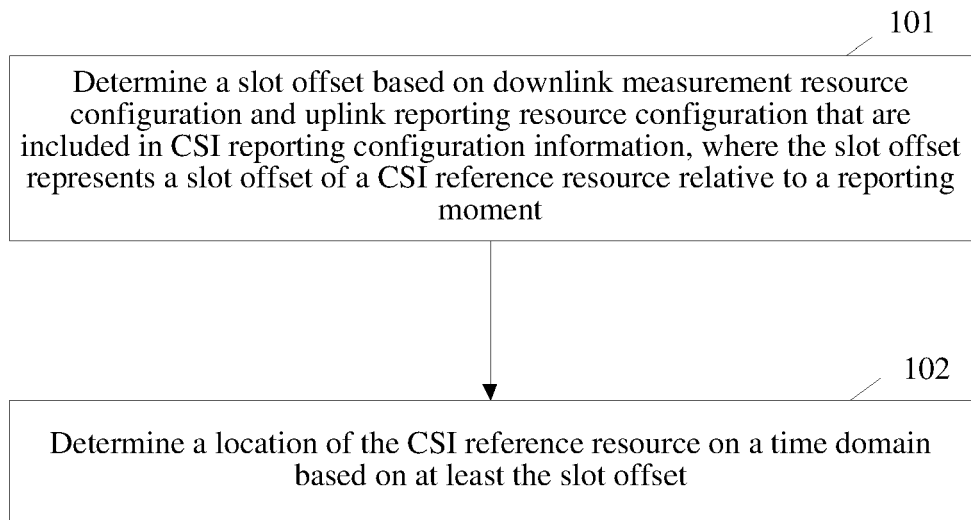 101
Determine a slot offset based on downlink measurement resource
configuration and uplink reporting resource configuration that are
included in CSI reporting configuration information, where the slot offset
represents a slot offset of a CSI reference resource relative to a reporting
moment
102
Determine a location of the CSI reference resource on a time domain
based on at least the slot offset